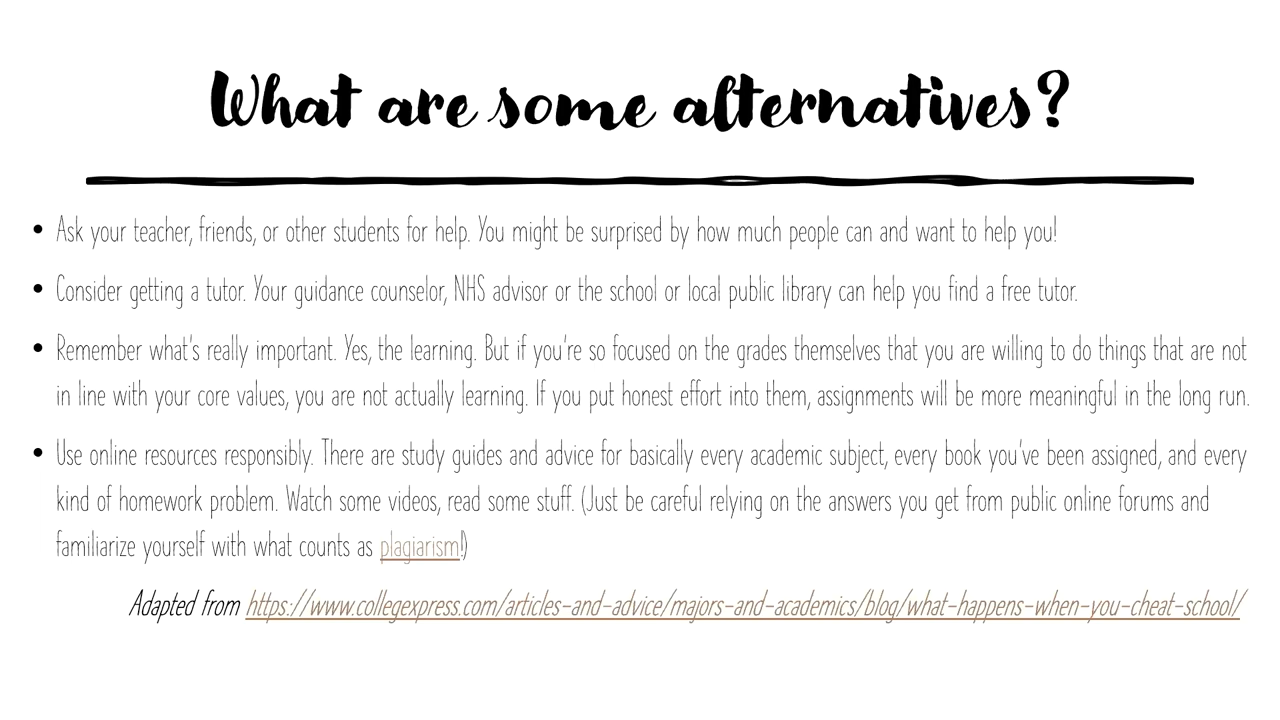 What are some alternatives?
• Ask your teacher, friends, or other students for help. You might be surprised by how much people can and want to help you!
• Consider getting a tutor. Your guidance counselor, NHS advisor or the school or local public library can help you find a free tutor.
• Remember what's really important. Yes, the learning. But if you're so focused on the grades themselves that you are willing to do things that are not
in line with your core values, you are not actually learning. If you put honest effort into them, assignments will be more meaningful in the long run.
• Use online resources responsibly. There are study guides and advice for basically every academic subject, every book you've been assigned, and every
kind of homework problem. Watch some videos, read some stuff. (Just be careful relying on the answers you get from public online forums and
familiarize yourself with what counts as plagiarism!)
Adapted from https://www.collegexpress.com/articles-and-advice/majors-and-academics/blog/what-happens-when-you-cheat-school/